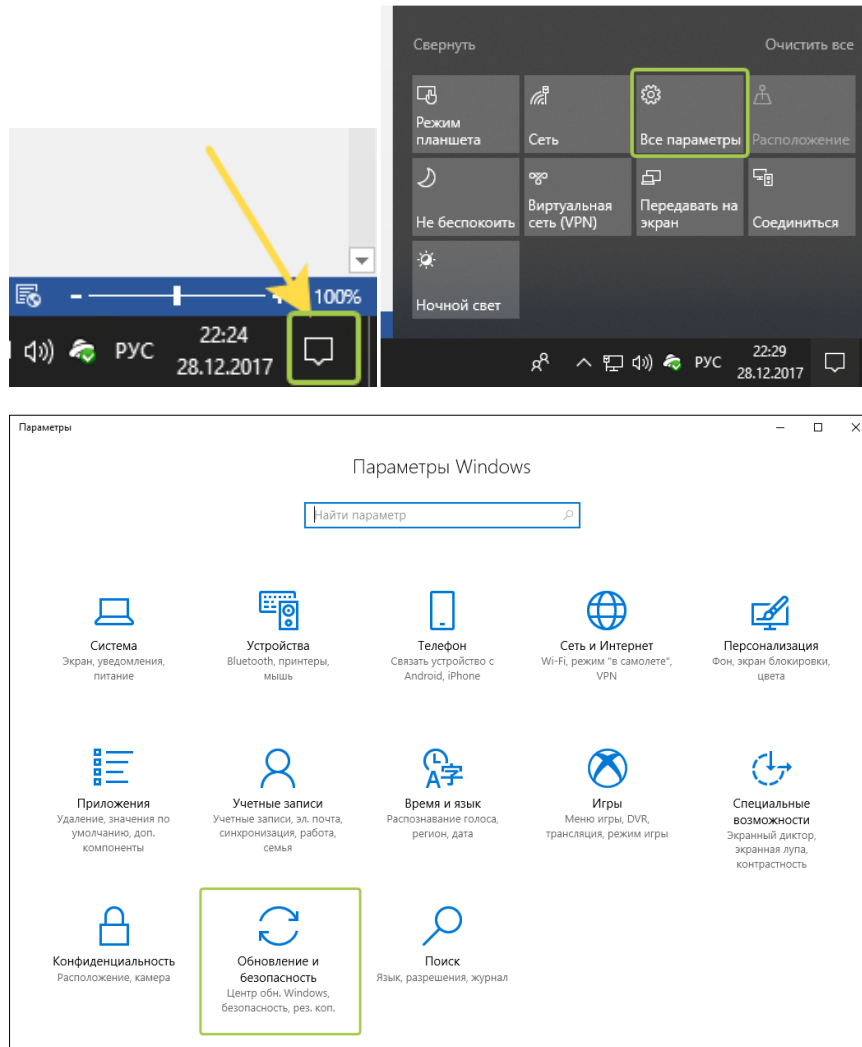 100%
РУС
22:24
28.12.2017
Свернуть
Очистить все
Режим
планшета
Сеть
Все параметры
Расположение
Не беспокоить
Виртуальная
сеть (VPN)
Передавать на
экран
Соединиться
Ночной свет
РУС
22:29
28.12.2017
Параметры
Параметры Windows
Найти параметр
Система
Экран, уведомления,
питание
Устройства
Bluetooth, принтеры,
мышь
Телефон
Связать устройство с
Android, iPhone
Сеть и Интернет
Wi-Fi, режим "в самолете",
VPN
Персонализация
Фон, экран блокировки,
цвета
Приложения
Удаление, значения по
умолчанию, доп.
компоненты
Учетные записи
Учетные записи, эл. почта,
синхронизация, работа,
семья
Время и язык
Распознавание голоса,
регион, дата
Игры
Меню игры, DVR,
трансляция, режим игры
Специальные
возможности
Экранный диктор,
экранная лупа,
контрастность
Конфиденциальность
Расположение, камера
Обновление и
безопасность
Центр обн. Windows,
безопасность, рез. коп.
Поиск
Язык, разрешения, журнал